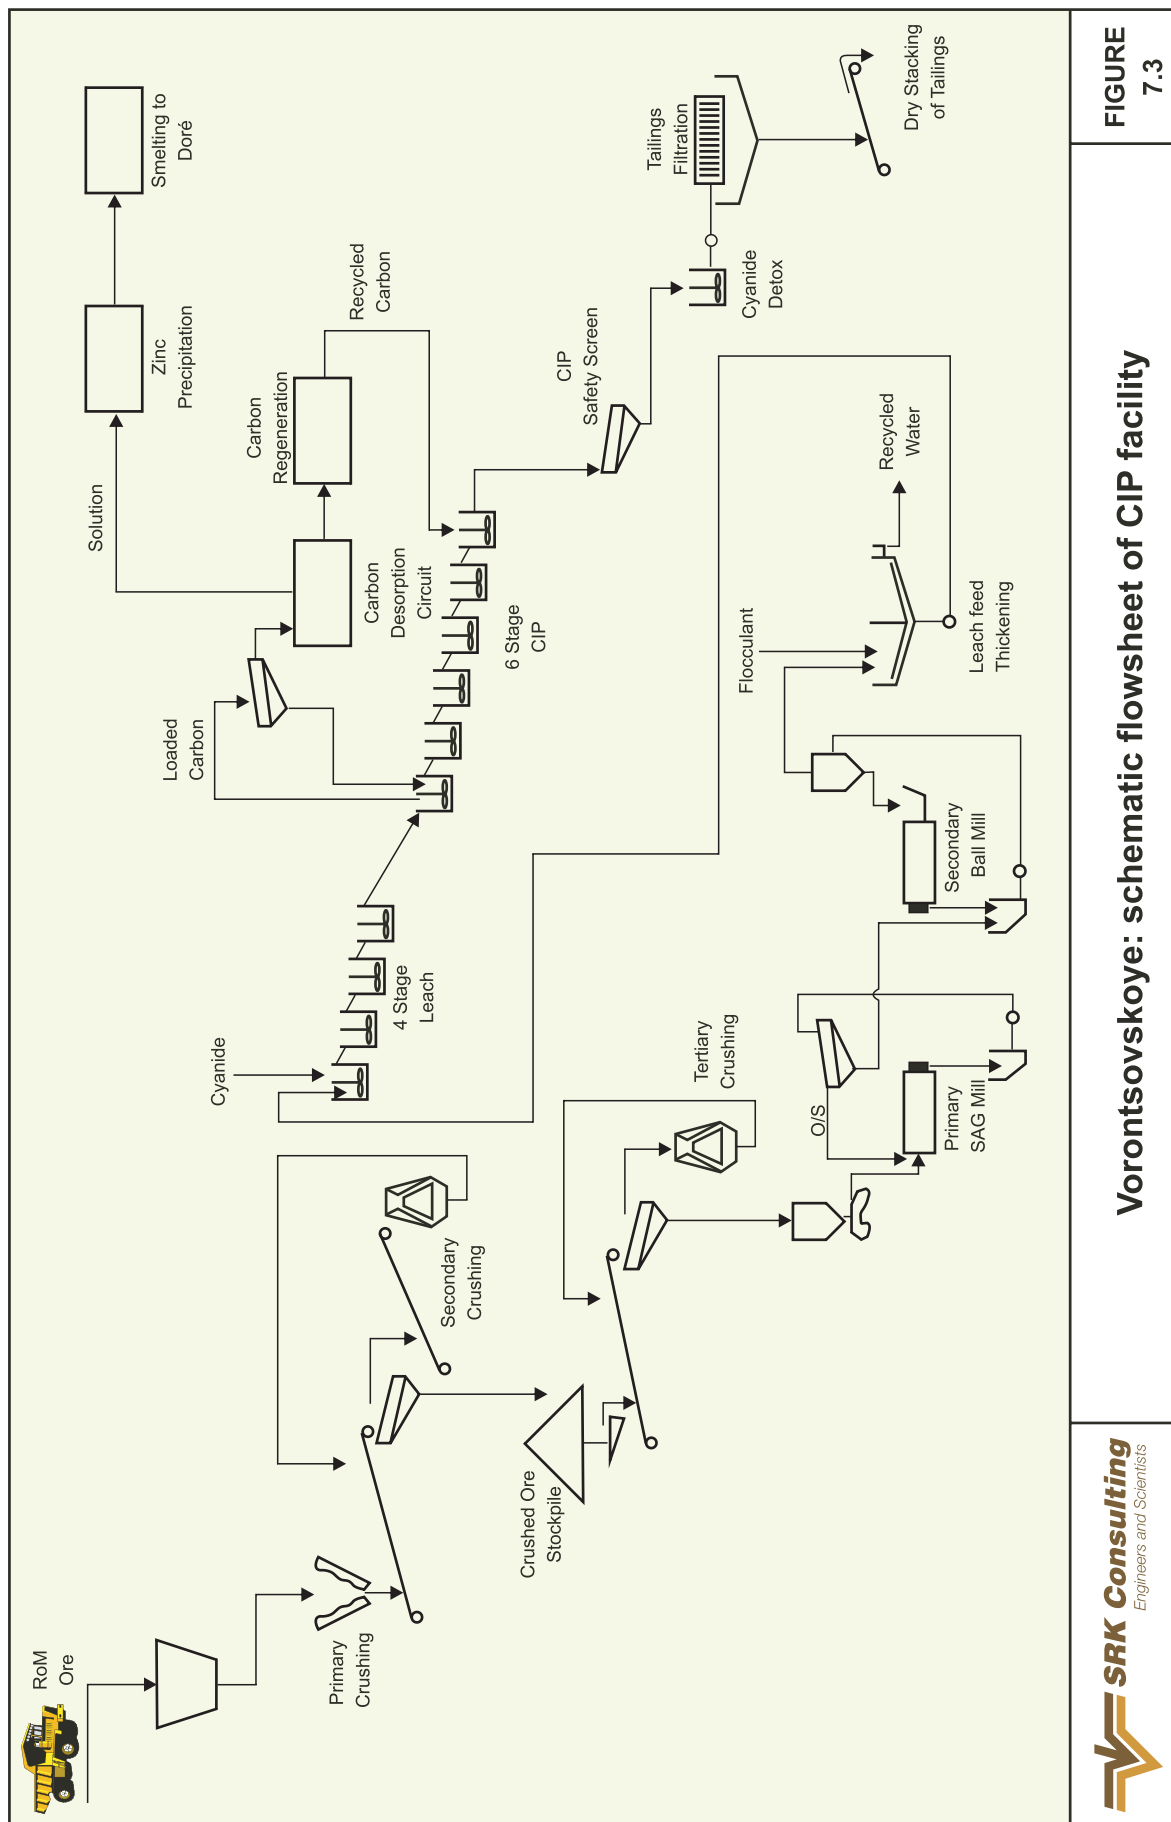 RoM
Ore
Primary
Crushing
Secondary
Crushing
Crushed Ore
Stockpile
Tertiary
Crushing
O/S
Primary
SAG Mill
Secondary
Ball Mill
Flocculant
Leach feed
Thickening
Recycled
Water
Cyanide
4 Stage
Leach
6 Stage
CIP
Loaded
Carbon
Carbon
Desorption
Circuit
Solution
Carbon
Regeneration
Recycled
Carbon
Zinc
Precipitation
Smelting to
Doré
CIP
Safety Screen
Cyanide
Detox
Tailings
Filtration
Dry Stacking
of Tailings
SRK Consulting
Engineers and Scientists
Vorontsovskoye: schematic flowsheet of CIP facility
FIGURE
7.3